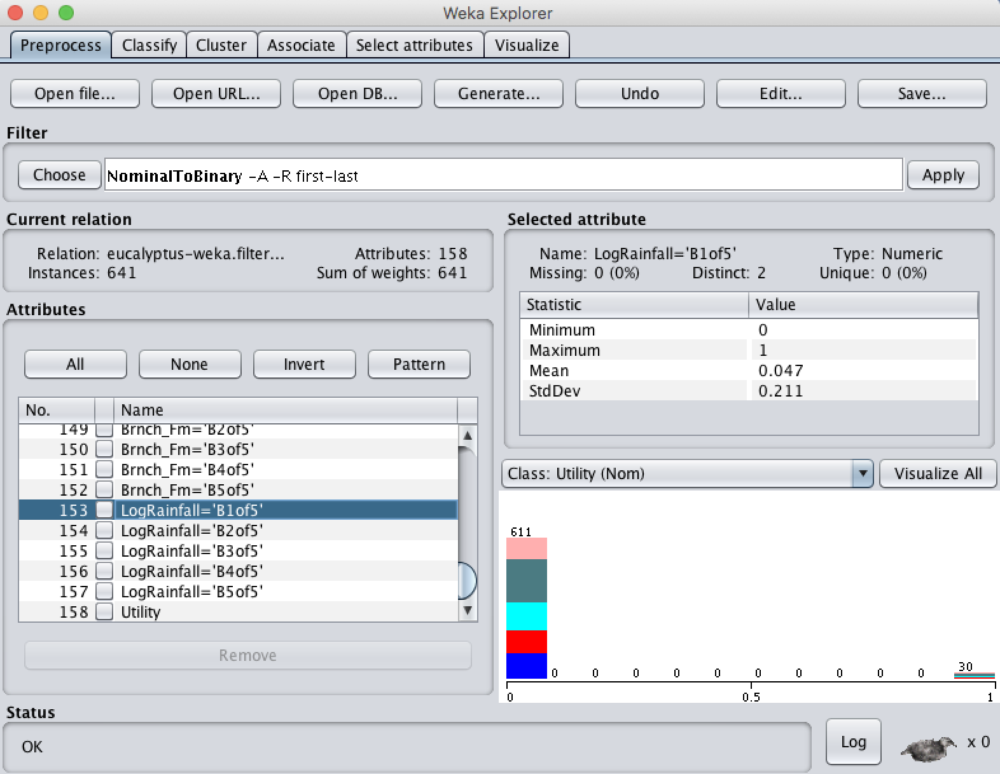 Weka Explorer
Preprocess Classify Cluster Associate Select attributes Visualize
Open file... Open URL... Open DB... Generate... Undo Edit... Save...
Filter
Choose NominalToBinary -A -R first-last Apply
Current relation
Relation: eucalyptus-weka.filter... Attributes: 158
Instances: 641 Sum of weights: 641
Attributes
All None Invert Pattern
No. Name
149 Brnch_Fm='B2of5'
150 Brnch_Fm='B3of5'
151 Brnch_Fm='B4of5'
152 Brnch_Fm='B5of5'
153 LogRainfall='B1of5'
154 LogRainfall='B2of5'
155 LogRainfall='B3of5'
156 LogRainfall='B4of5'
157 LogRainfall='B5of5'
158 Utility
Remove
Selected attribute
Name: LogRainfall='B1of5' Type: Numeric
Missing: 0 (0%) Distinct: 2 Unique: 0 (0%)
Statistic Value
Minimum 0
Maximum 1
Mean 0.047
StdDev 0.211
Class: Utility (Nom) Visualize All
611
0 0 0 0 0 0 0 0 0 0 30
0 0.5 1
Status
OK
Log x 0